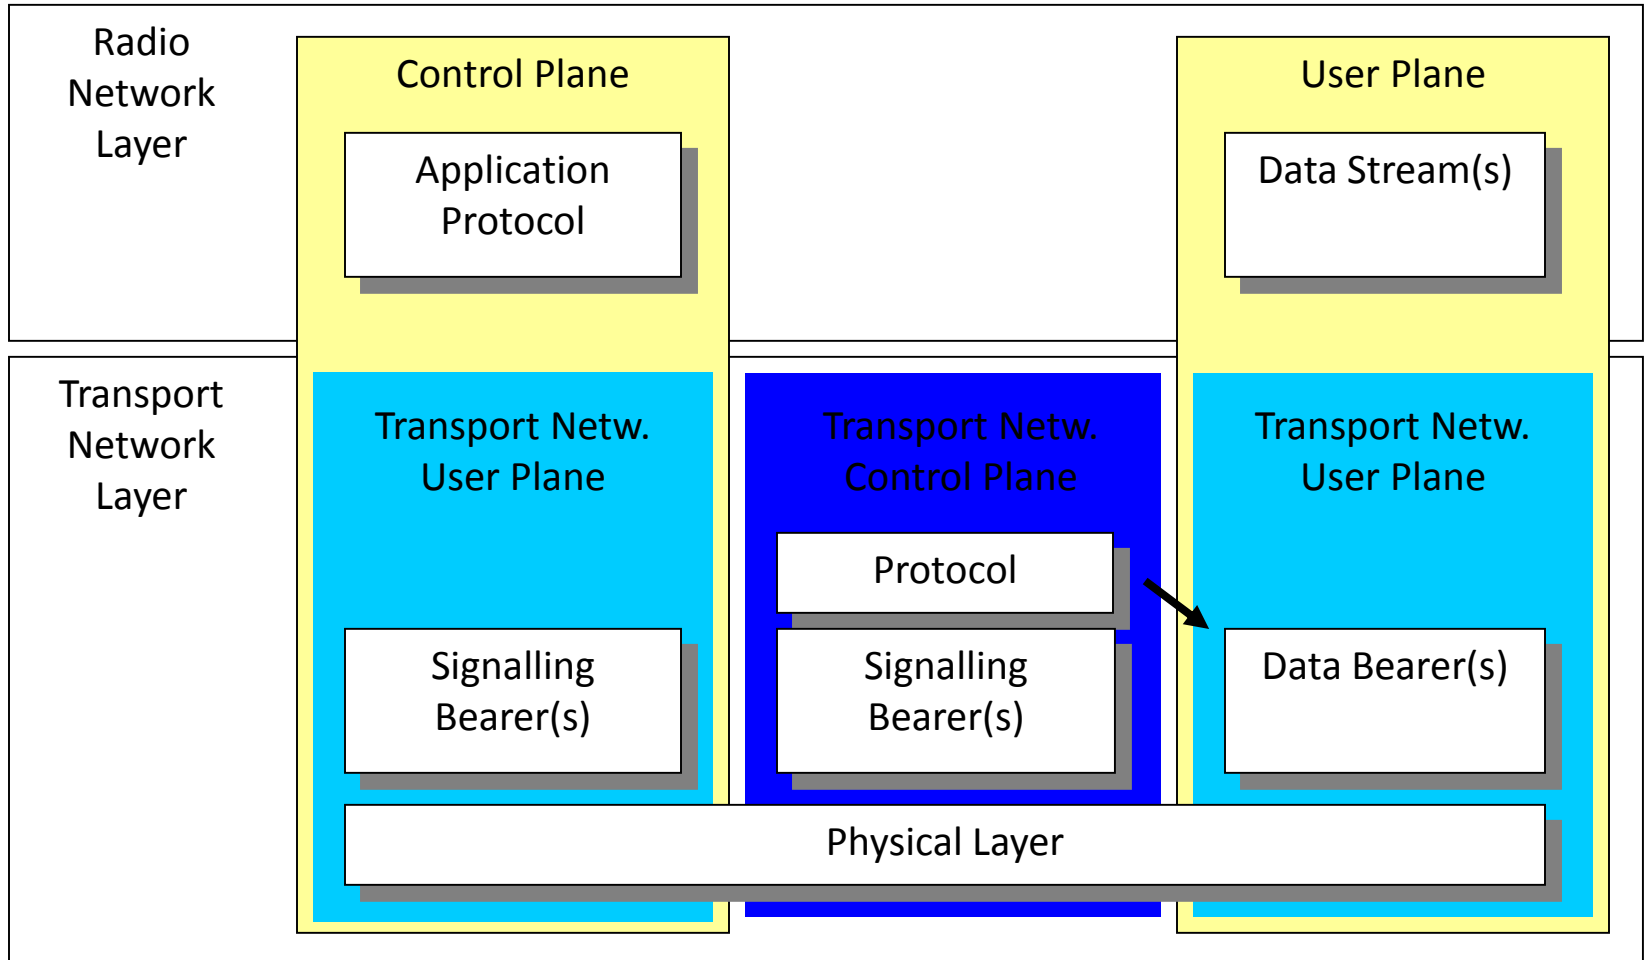 Radio
Network
Layer
Control Plane
User Plane
Application
Protocol
Data Stream(s)
Transport
Network
Layer
Transport Netw.
User Plane
Transport Netw.
Control Plane
Transport Netw.
User Plane
Protocol
Signalling
Bearer(s)
Signalling
Bearer(s)
Data Bearer(s)
Physical Layer